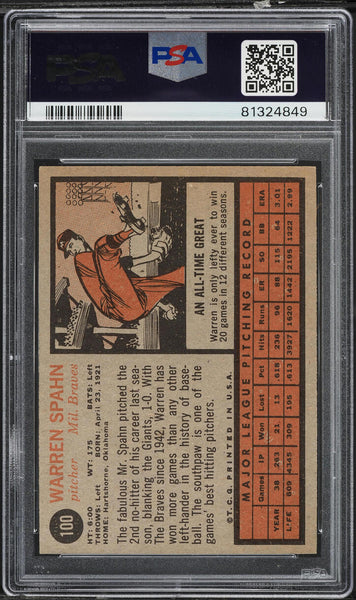 PSA
PSA
81324849
100
WARREN SPAHN
pitcher Mil Braves
HT: 6:00 WT: 175 BATS: Left
THROWS: Left BORN: April 23, 1921
HOME: Hartshorne, Oklahoma
The fabulous Mr. Spahn pitched the
2nd no-hitter of his career last sea-
son, blanking the Giants, 1-0. With
The Braves since 1942, Warren has
won more games than any other
left-hander in the history of base-
ball. The southpaw is one of the
games' best hitting pitchers.
AN ALL-TIME GREAT
Warren is only lefty ever to win
20 games in 12 different seasons.
© T.C.G. PRINTED IN U.S.A.
MAJOR LEAGUE PITCHING RECORD
Games IP Won Lost Pct Hits Runs ER SO BB ERA
YEAR 38 263 21 13 .618 236 96 88 115 64 3.01
LIFE 609 4345 309 .613 3927 1620 1442 2195 1222 2.99